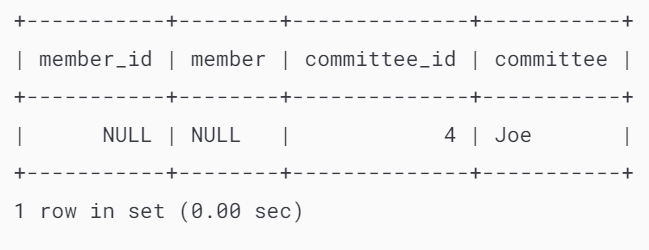 +-----------+--------+--------------+-----------+
| member_id | member | committee_id | committee |
+-----------+--------+--------------+-----------+
|      NULL | NULL   |            4 | Joe       |
+-----------+--------+--------------+-----------+
1 row in set (0.00 sec)